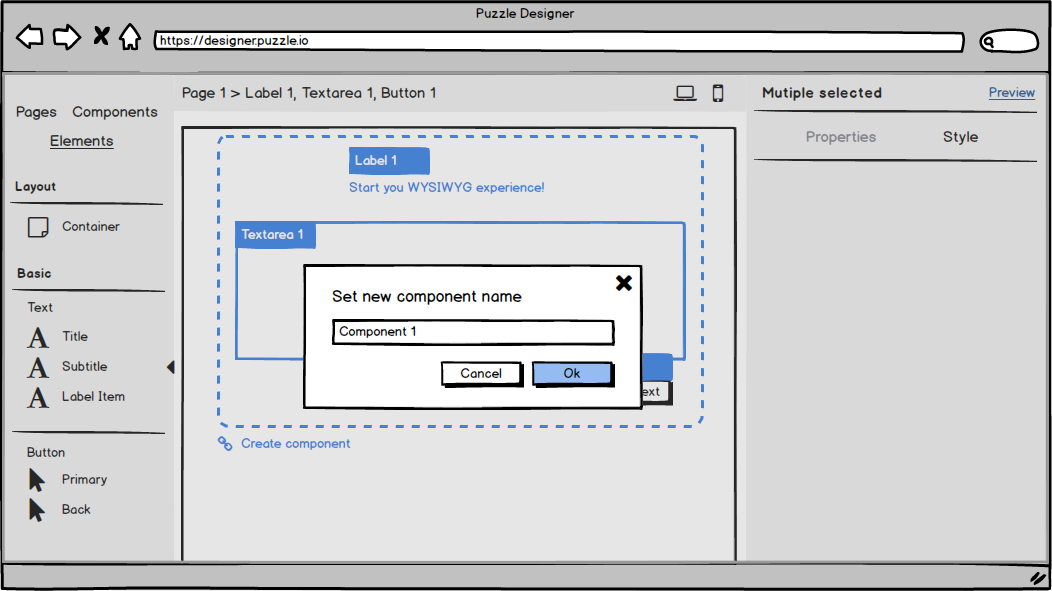 Puzzle Designer
https://designer.puzzle.io
Pages Components
Elements
Layout
Container
Basic
Text
Title
Subtitle
Label Item
Button
Primary
Back
Page 1 > Label 1, Textarea 1, Button 1
Label 1
Start you WYSIWYG experience!
Textarea 1
Set new component name
Component 1
Cancel Ok
ext
Create component
Mutiple selected Preview
Properties Style